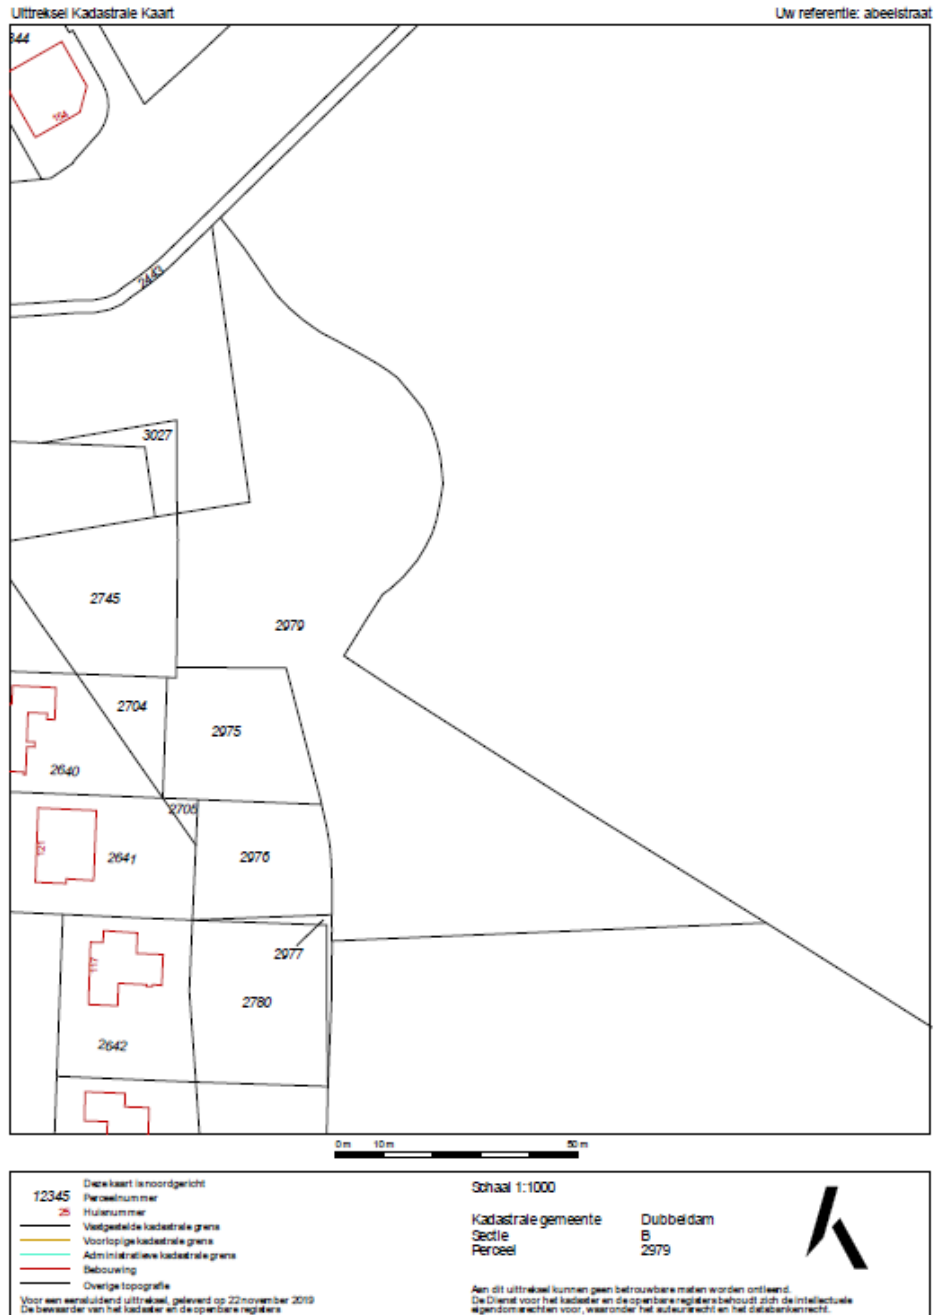 Uittreksel Kadastrale Kaart
Uw referentie: abeelstraat
344
164
2443
3027
2745
2979
2704
2975
2640
2705
121
2641
2976
117
2977
2780
2642
0 m 10 m 50 m
Deze kaart is noordgericht
12345 Perceelnummer
25 Huisnummer
Vastgestelde kadastrale grens
Voorlopige kadastrale grens
Administratieve kadastrale grens
Bebouwing
Overige topografie
Voor een eensluidend uittreksel, geleverd op 22 november 2019
De bewaarder van het kadaster en de openbare registers
Schaal 1:1000
Kadastrale gemeente Dubbeldam
Sectie B
Perceel 2979
Aan dit uittreksel kunnen geen betrouwbare maten worden ontleend.
De Dienst voor het kadaster en de openbare registers behoudt zich de intellectuele
eigendomsrechten voor, waaronder het auteursrecht en het databankenrecht.